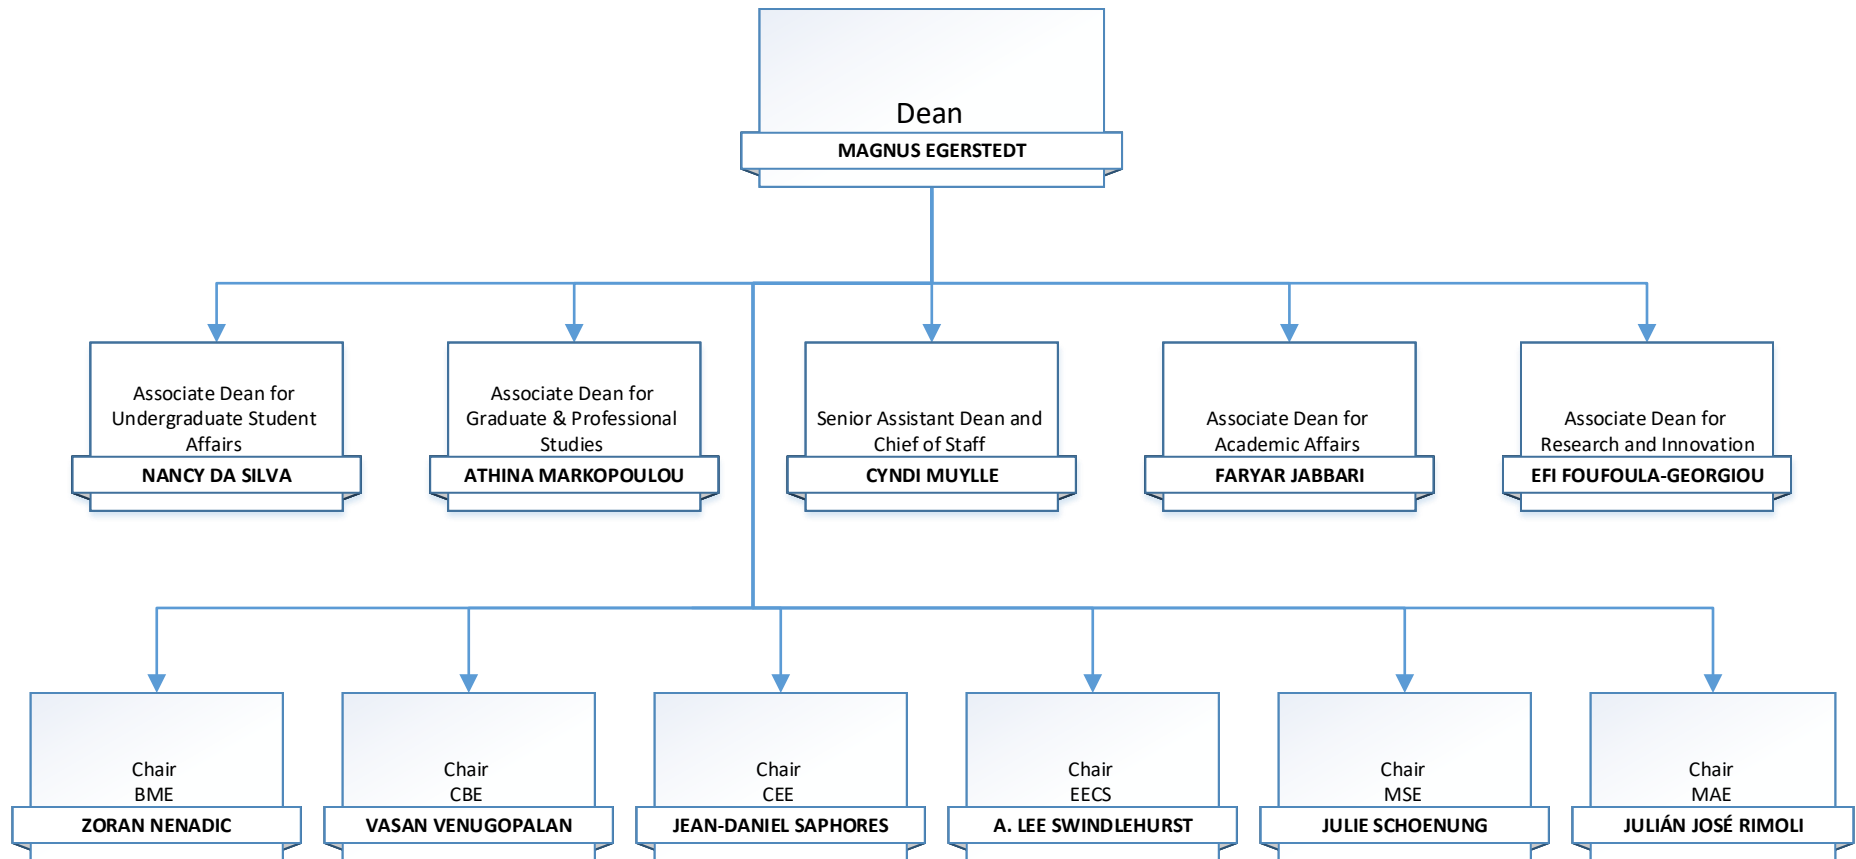 Dean
MAGNUS EGERSTEDT
Associate Dean for
Undergraduate Student
Affairs
NANCY DA SILVA
Associate Dean for
Graduate & Professional
Studies
ATHINA MARKOPOULOU
Senior Assistant Dean and
Chief of Staff
CYNDI MUYLLE
Associate Dean for
Academic Affairs
FARYAR JABBARI
Associate Dean for
Research and Innovation
EFI FOUFOULA-GEORGIOU
Chair
BME
ZORAN NENADIC
Chair
CBE
VASAN VENUGOPALAN
Chair
CEE
JEAN-DANIEL SAPHORES
Chair
EECS
A. LEE SWINDLEHURST
Chair
MSE
JULIE SCHOENUNG
Chair
MAE
JULIÁN JOSÉ RIMOLI